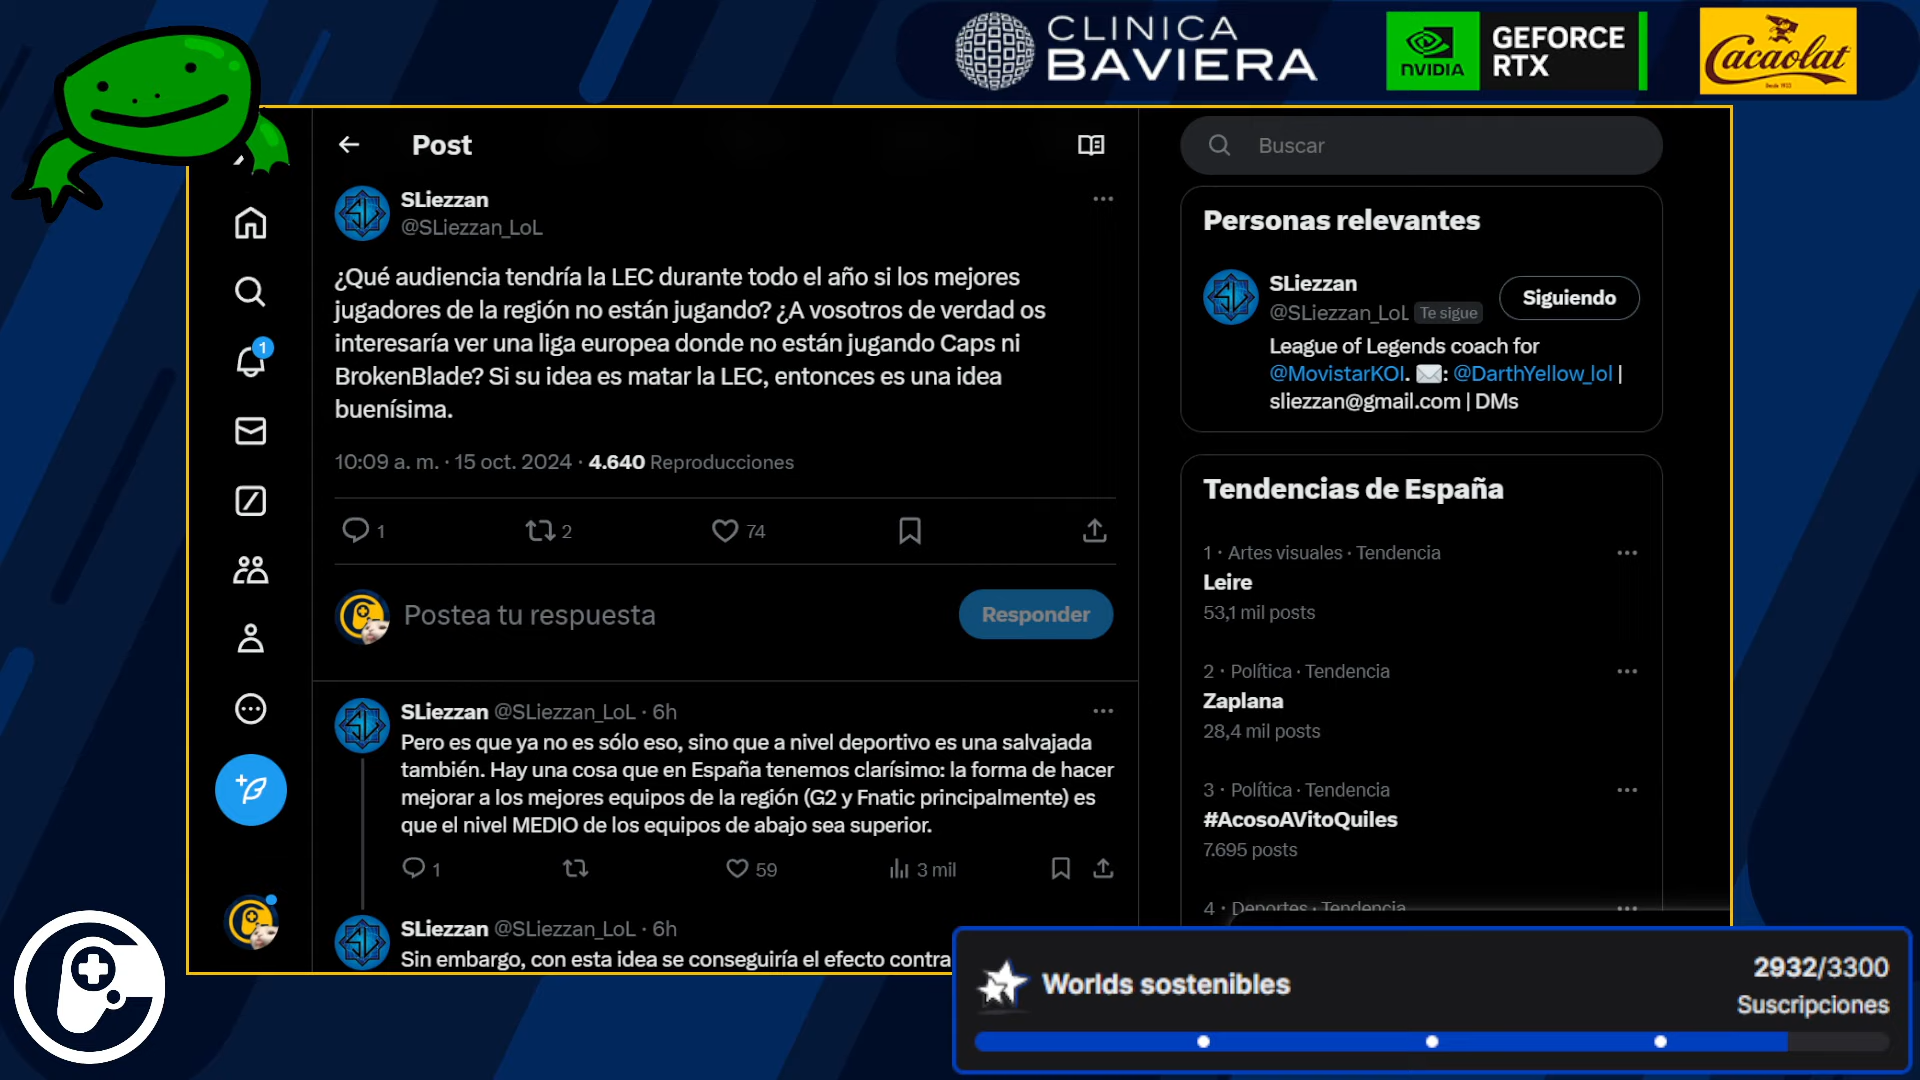 CLINICA
BAVIERA
NVIDIA
GEFORCE
RTX
Cacaolat
Desde 1933
Post
Buscar
SLiezzan
@SLiezzan_LoL
¿Qué audiencia tendría la LEC durante todo el año si los mejores
jugadores de la región no están jugando? ¿A vosotros de verdad os
interesaría ver una liga europea donde no están jugando Caps ni
BrokenBlade? Si su idea es matar la LEC, entonces es una idea
buenísima.
10:09 a. m. · 15 oct. 2024 · 4.640 Reproducciones
1
2
74
Postea tu respuesta
Responder
SLiezzan @SLiezzan_LoL · 6h
Pero es que ya no es sólo eso, sino que a nivel deportivo es una salvajada
también. Hay una cosa que en España tenemos clarísimo: la forma de hacer
mejorar a los mejores equipos de la región (G2 y Fnatic principalmente) es
que el nivel MEDIO de los equipos de abajo sea superior.
1
59
3 mil
SLiezzan @SLiezzan_LoL · 6h
Sin embargo, con esta idea se conseguiría el efecto contra
1
Personas relevantes
SLiezzan
@SLiezzan_LoL Te sigue
Siguiendo
League of Legends coach for
@MovistarKOI. ✉️: @DarthYellow_lol |
sliezzan@gmail.com | DMs
Tendencias de España
1 · Artes visuales · Tendencia
Leire
53,1 mil posts
2 · Política · Tendencia
Zaplana
28,4 mil posts
3 · Política · Tendencia
#AcosoAVitoQuiles
7.695 posts
4 · Deportes · Tendencia
Worlds sostenibles
2932/3300
Suscripciones